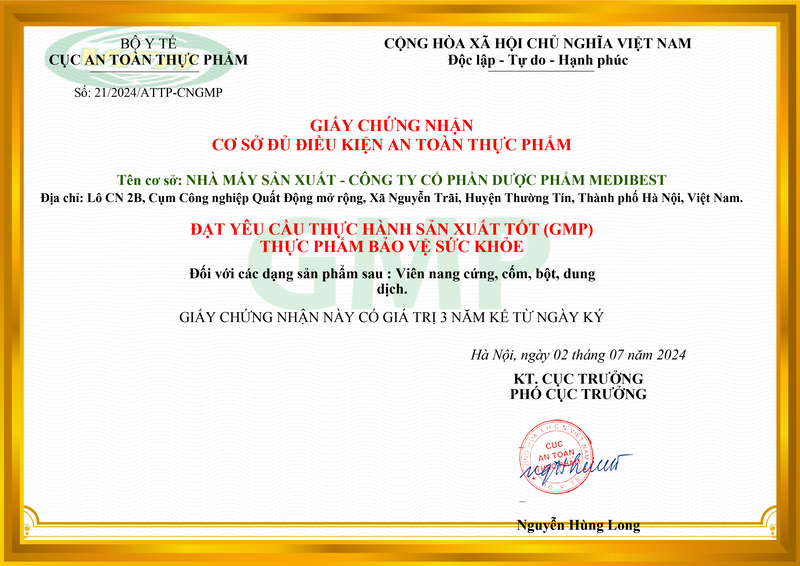 BỘ Y TẾ
CỤC AN TOÀN THỰC PHẨM
Số: 21/2024/ATTP-CNGMP
CỘNG HÒA XÃ HỘI CHỦ NGHĨA VIỆT NAM
Độc lập - Tự do - Hạnh phúc
GIẤY CHỨNG NHẬN
CƠ SỞ ĐỦ ĐIỀU KIỆN AN TOÀN THỰC PHẨM
Tên cơ sở: NHÀ MÁY SẢN XUẤT - CÔNG TY CỔ PHẦN DƯỢC PHẨM MEDIBEST
Địa chỉ: Lô CN 2B, Cụm Công nghiệp Quất Động mở rộng, Xã Nguyễn Trãi, Huyện Thường Tín, Thành phố Hà Nội, Việt Nam.
ĐẠT YÊU CẦU THỰC HÀNH SẢN XUẤT TỐT (GMP)
THỰC PHẨM BẢO VỆ SỨC KHỎE
GMP
Đối với các dạng sản phẩm sau : Viên nang cứng, cốm, bột, dung
dịch.
GIẤY CHỨNG NHẬN NÀY CÓ GIÁ TRỊ 3 NĂM KỂ TỪ NGÀY KÝ
Hà Nội, ngày 02 tháng 07 năm 2024
KT. CỤC TRƯỞNG
PHÓ CỤC TRƯỞNG
CỤC
AN TOÀN
Nguyễn Hùng Long